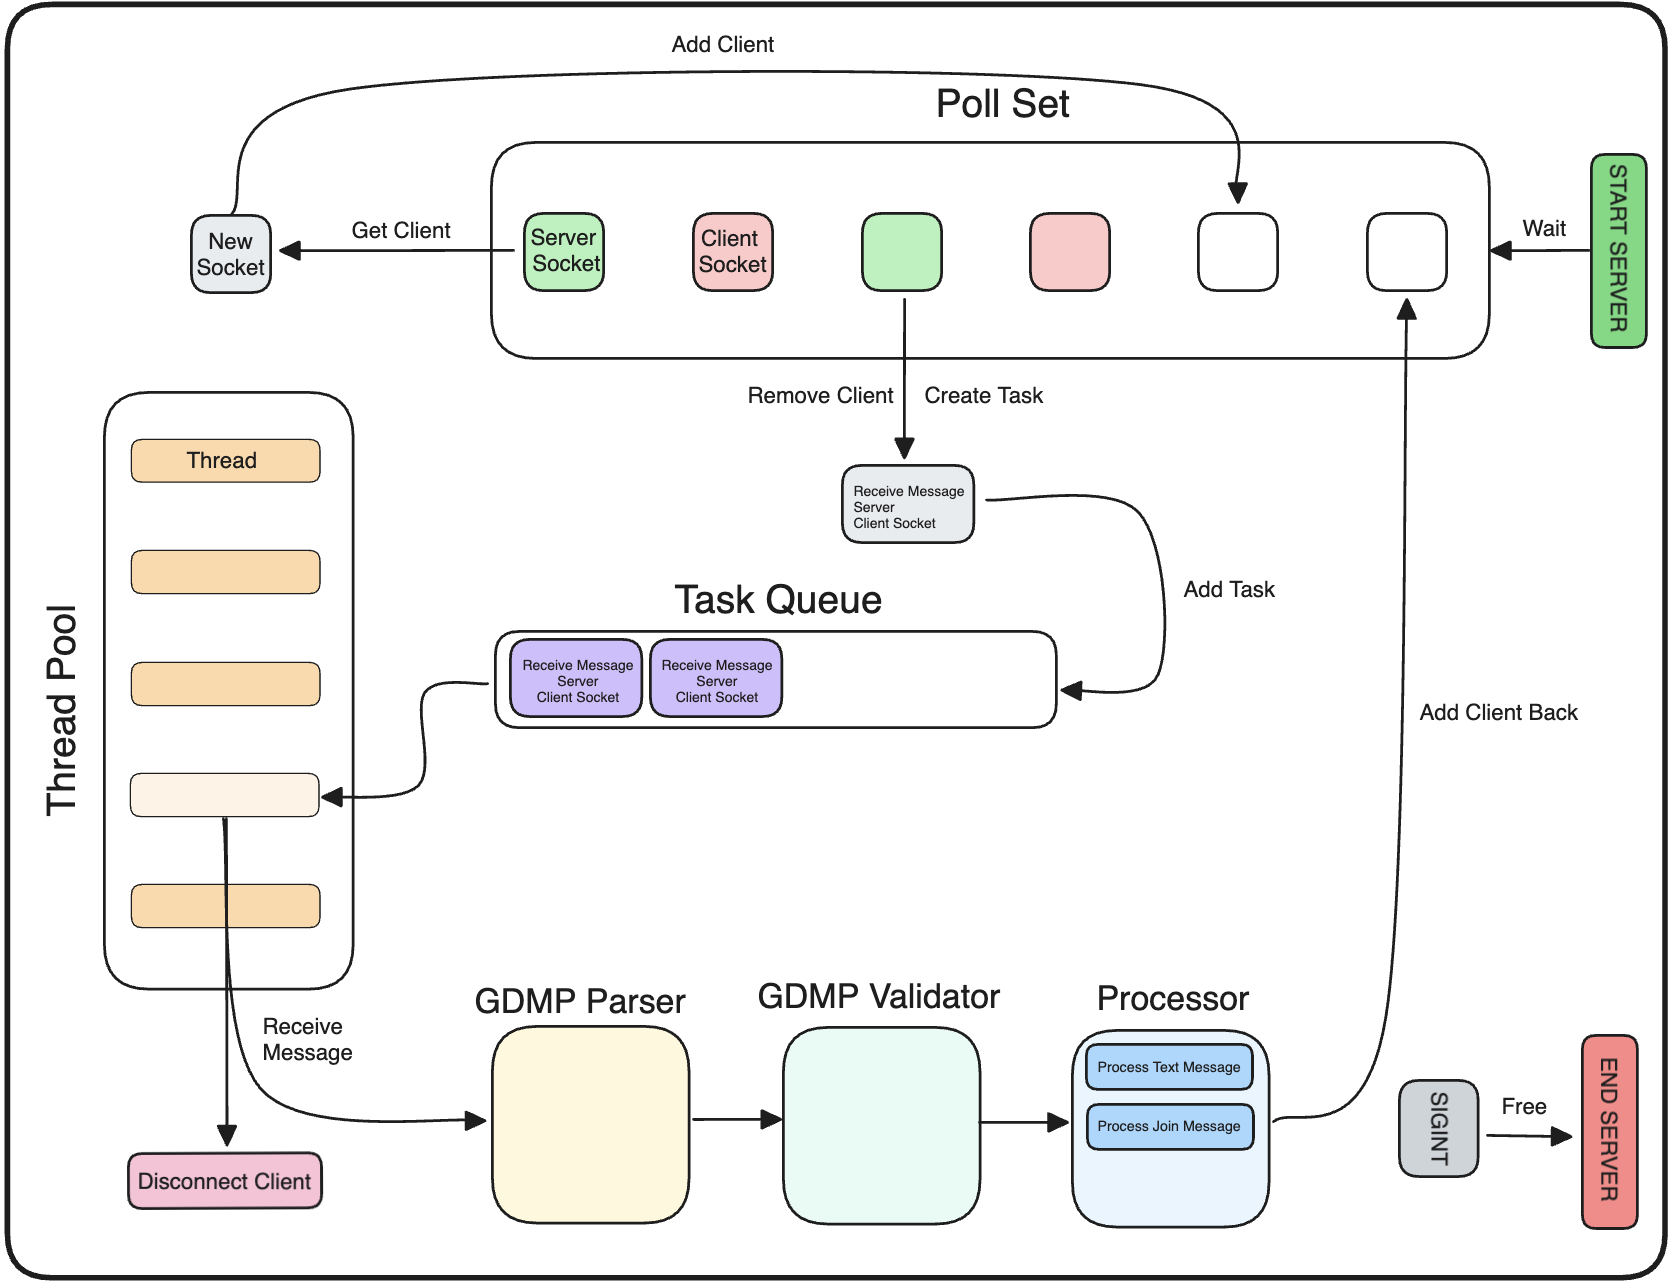 Add Client
Poll Set
START SERVER
Wait
Get Client
New
Socket
Server
Socket
Client
Socket
Remove Client
Create Task
Receive Message
Server
Client Socket
Add Task
Thread Pool
Thread
Task Queue
Receive Message
Server
Client Socket
Receive Message
Server
Client Socket
Add Client Back
Receive
Message
Disconnect Client
GDMP Parser
GDMP Validator
Processor
Process Text Message
Process Join Message
SIGINT
Free
END SERVER